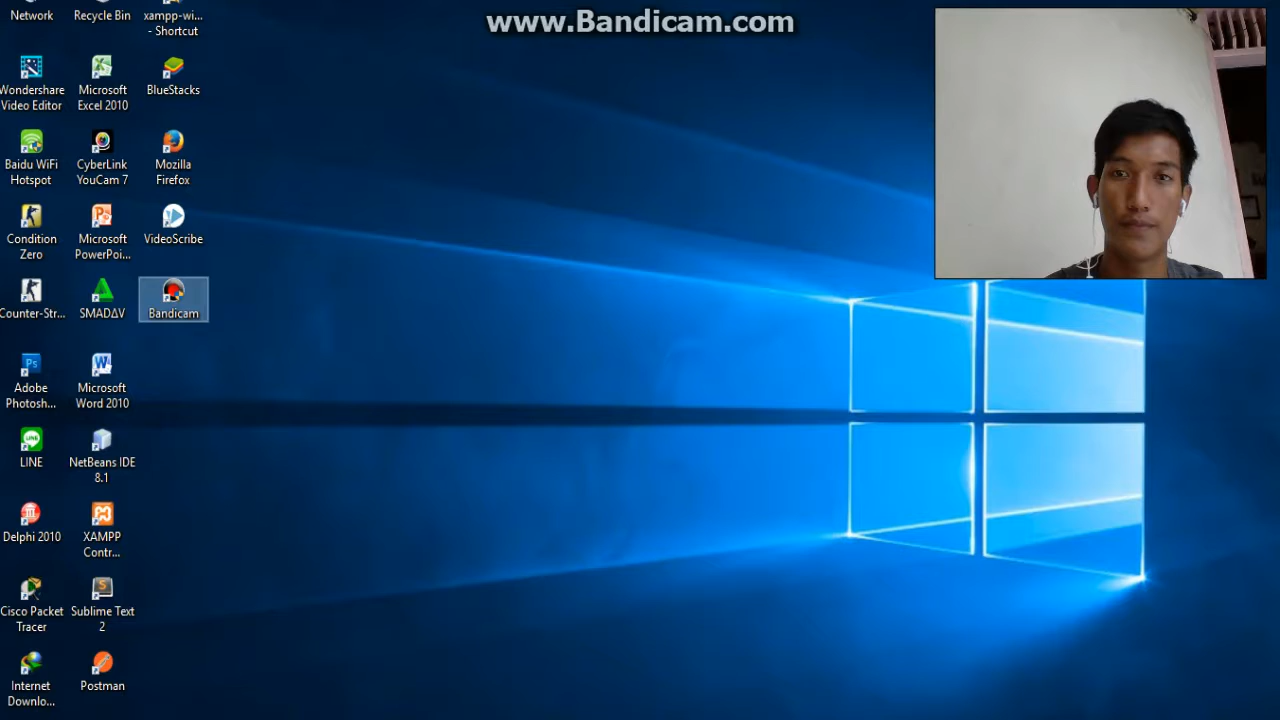 www.Bandicam.com
Network
Recycle Bin
xampp-wi...
- Shortcut
Wondershare
Video Editor
Microsoft
Excel 2010
BlueStacks
Baidu WiFi
Hotspot
CyberLink
YouCam 7
Mozilla
Firefox
Condition
Zero
Microsoft
PowerPoi...
VideoScribe
Counter-Str...
SMADΔV
Bandicam
Adobe
Photosh...
Microsoft
Word 2010
LINE
NetBeans IDE
8.1
Delphi 2010
XAMPP
Contr...
Cisco Packet
Tracer
Sublime Text
2
Internet
Downlo...
Postman